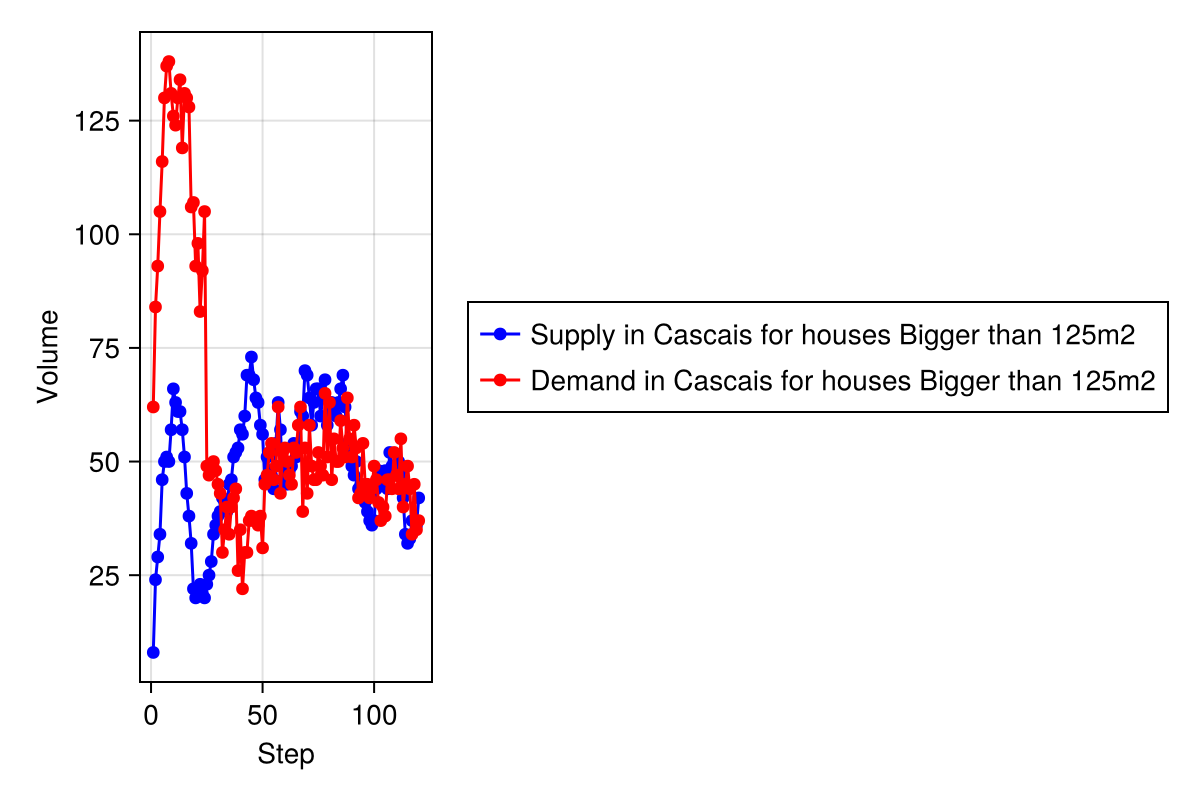 125
100
75
50
25
Volume
0 50 100
Step
Supply in Cascais for houses Bigger than 125m2
Demand in Cascais for houses Bigger than 125m2